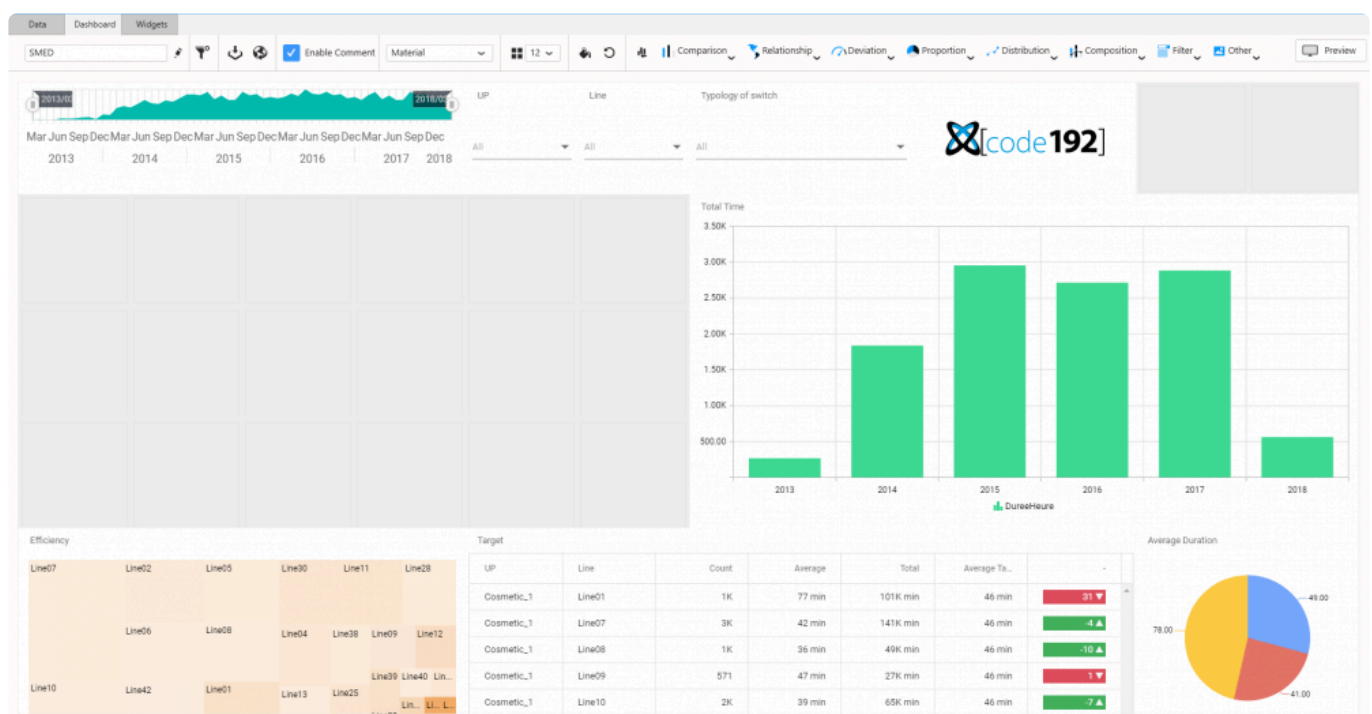 Data Dashboard Widgets
SMED Enable Comment Material 12 Comparison Relationship Deviation Proportion Distribution Composition Filter Other Preview
2013/03 2018/03
Mar Jun Sep Dec Mar Jun Sep Dec Mar Jun Sep Dec Mar Jun Sep Dec Mar Jun Sep Dec
2013 2014 2015 2016 2017 2018
UP Line Typology of switch
All All All
[code192]
Total Time
3.50K
3.00K
2.50K
2.00K
1.50K
1.00K
500.00
2013 2014 2015 2016 2017 2018
DureeHeure
Efficiency
Line07 Line02 Line05 Line30 Line11 Line28
Line06 Line08 Line04 Line38 Line09 Line12
Line39 Line40 Lin...
Line10 Line42 Line01 Line13 Line25
Lin... Li... L...
Target
UP Line Count Average Total Average Ta... -
Cosmetic_1 Line01 1K 77 min 101K min 46 min 31 ▼
Cosmetic_1 Line07 3K 42 min 141K min 46 min -4 ▲
Cosmetic_1 Line08 1K 36 min 49K min 46 min -10 ▲
Cosmetic_1 Line09 571 47 min 27K min 46 min 1 ▼
Cosmetic_1 Line10 2K 39 min 65K min 46 min -7 ▲
Average Duration
49.00
78.00
41.00